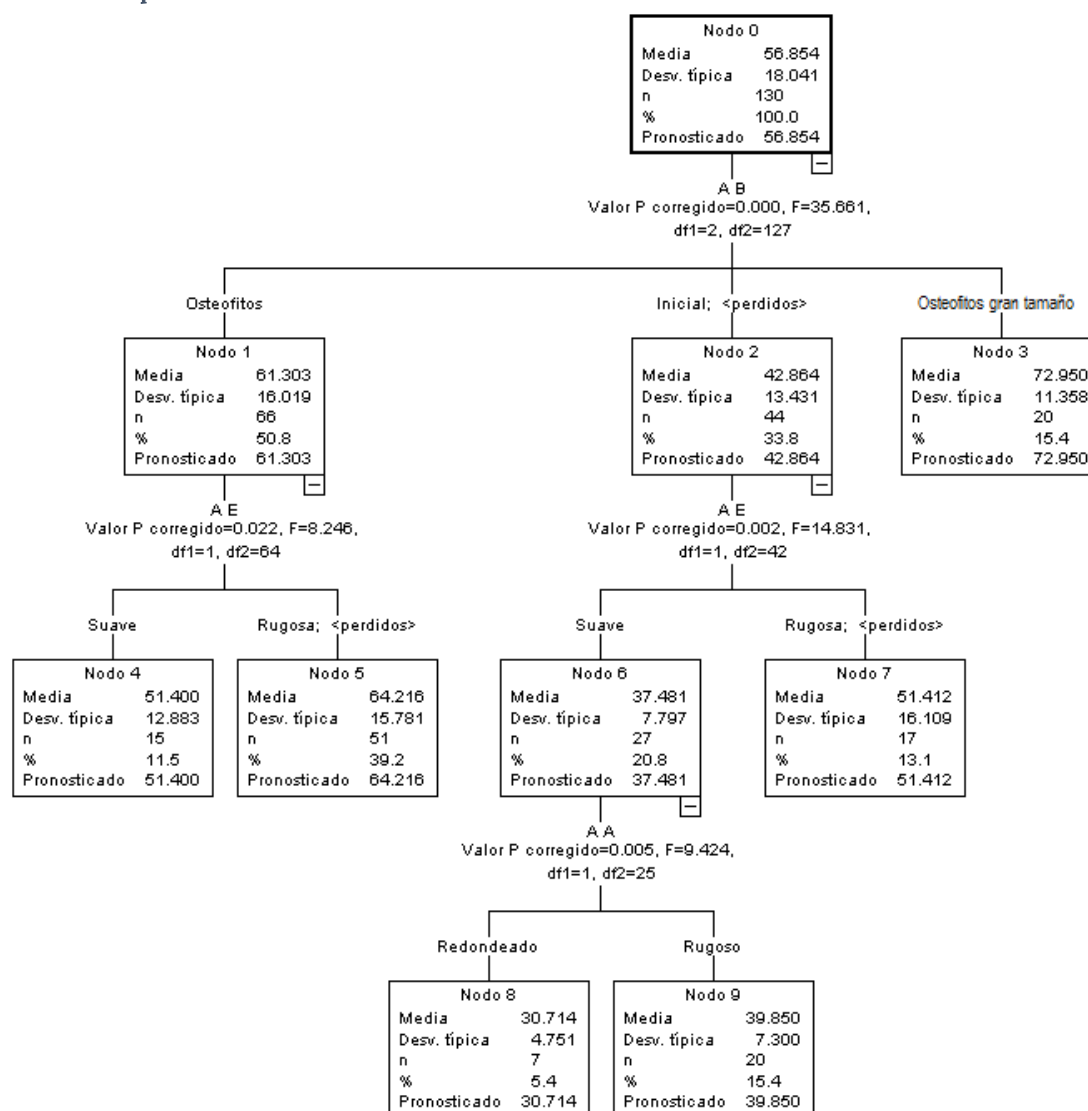 Nodo 0
Media 56.854
Desv. típica 18.041
n 130
% 100.0
Pronosticado 56.854
A B
Valor P corregido=0.000, F=35.661,
df1=2, df2=127
Osteofitos
Inicial; <perdidos>
Osteofitos gran tamaño
Nodo 1
Media 61.303
Desv. típica 16.019
n 66
% 50.8
Pronosticado 61.303
Nodo 2
Media 42.864
Desv. típica 13.431
n 44
% 33.8
Pronosticado 42.864
Nodo 3
Media 72.950
Desv. típica 11.358
n 20
% 15.4
Pronosticado 72.950
A E
Valor P corregido=0.022, F=8.246,
df1=1, df2=64
A E
Valor P corregido=0.002, F=14.831,
df1=1, df2=42
Suave
Rugosa; <perdidos>
Suave
Rugosa; <perdidos>
Nodo 4
Media 51.400
Desv. típica 12.883
n 15
% 11.5
Pronosticado 51.400
Nodo 5
Media 64.216
Desv. típica 15.781
n 51
% 39.2
Pronosticado 64.216
Nodo 6
Media 37.481
Desv. típica 7.797
n 27
% 20.8
Pronosticado 37.481
Nodo 7
Media 51.412
Desv. típica 16.109
n 17
% 13.1
Pronosticado 51.412
A A
Valor P corregido=0.005, F=9.424,
df1=1, df2=25
Redondeado
Rugoso
Nodo 8
Media 30.714
Desv. típica 4.751
n 7
% 5.4
Pronosticado 30.714
Nodo 9
Media 39.850
Desv. típica 7.300
n 20
% 15.4
Pronosticado 39.850